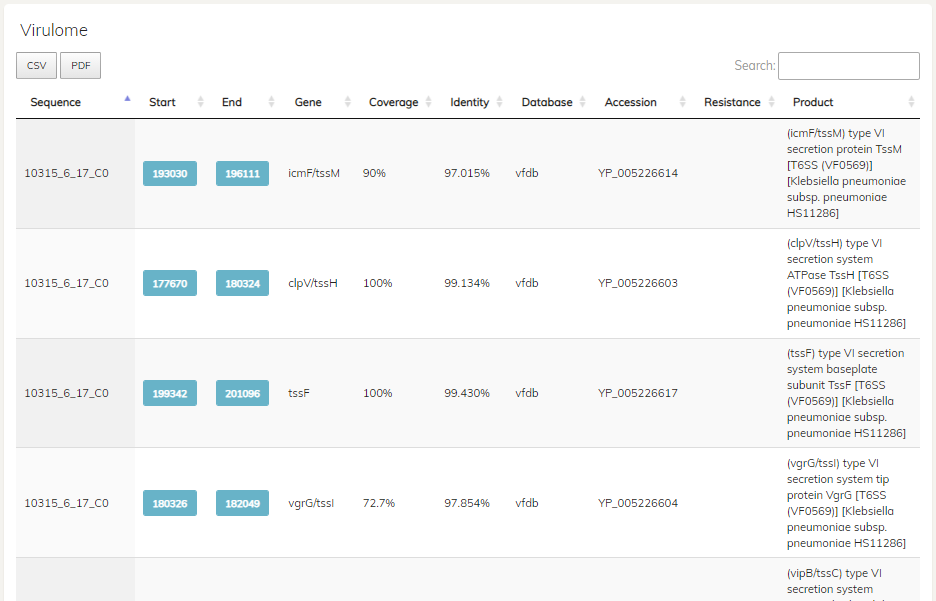 Virulome
CSV PDF Search:
Sequence Start End Gene Coverage Identity Database Accession Resistance Product
10315_6_17_C0 193030 196111 icmF/tssM 90% 97.015% vfdb YP_005226614
(icmF/tssM) type VI
secretion protein TssM
[T6SS (VF0569)]
[Klebsiella pneumoniae
subsp. pneumoniae
HS11286]
10315_6_17_C0 177670 180324 clpV/tssH 100% 99.134% vfdb YP_005226603
(clpV/tssH) type VI
secretion system
ATPase TssH [T6SS
(VF0569)] [Klebsiella
pneumoniae subsp.
pneumoniae HS11286]
10315_6_17_C0 199342 201096 tssF 100% 99.430% vfdb YP_005226617
(tssF) type VI secretion
system baseplate
subunit TssF [T6SS
(VF0569)] [Klebsiella
pneumoniae subsp.
pneumoniae HS11286]
10315_6_17_C0 180326 182049 vgrG/tssI 72.7% 97.854% vfdb YP_005226604
(vgrG/tssI) type VI
secretion system tip
protein VgrG [T6SS
(VF0569)] [Klebsiella
pneumoniae subsp.
pneumoniae HS11286]
(vipB/tssC) type VI
secretion system